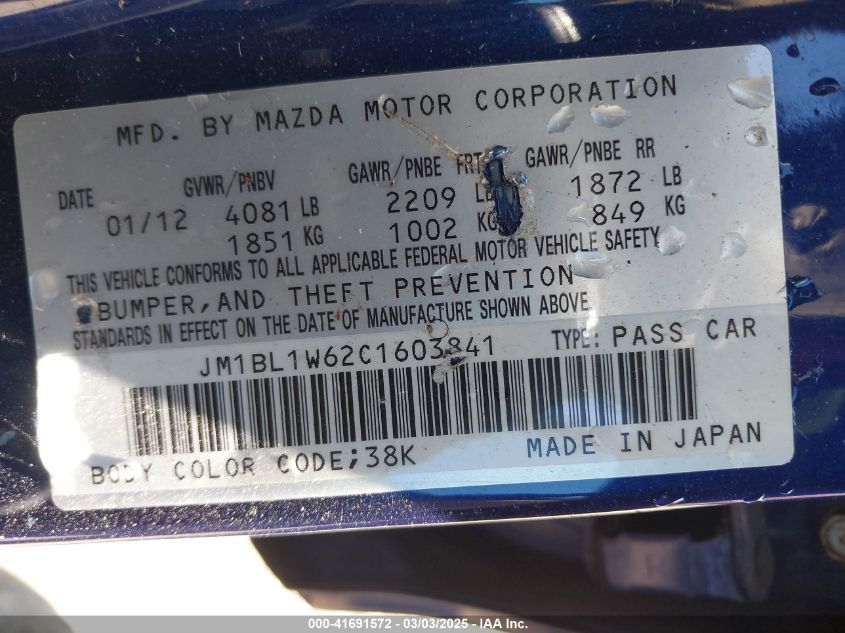 MFD. BY MAZDA MOTOR CORPORATION
DATE GVWR/PNBV GAWR/PNBE FRT GAWR/PNBE RR
01/12 4081 LB 2209 LB 1872 LB
1851 KG 1002 KG 849 KG
THIS VEHICLE CONFORMS TO ALL APPLICABLE FEDERAL MOTOR VEHICLE SAFETY,
BUMPER, AND THEFT PREVENTION
STANDARDS IN EFFECT ON THE DATE OF MANUFACTURE SHOWN ABOVE.
JM1BL1W62C1603841 TYPE: PASS CAR
BODY COLOR CODE;38K MADE IN JAPAN
000-41691572 - 03/03/2025 - IAA Inc.